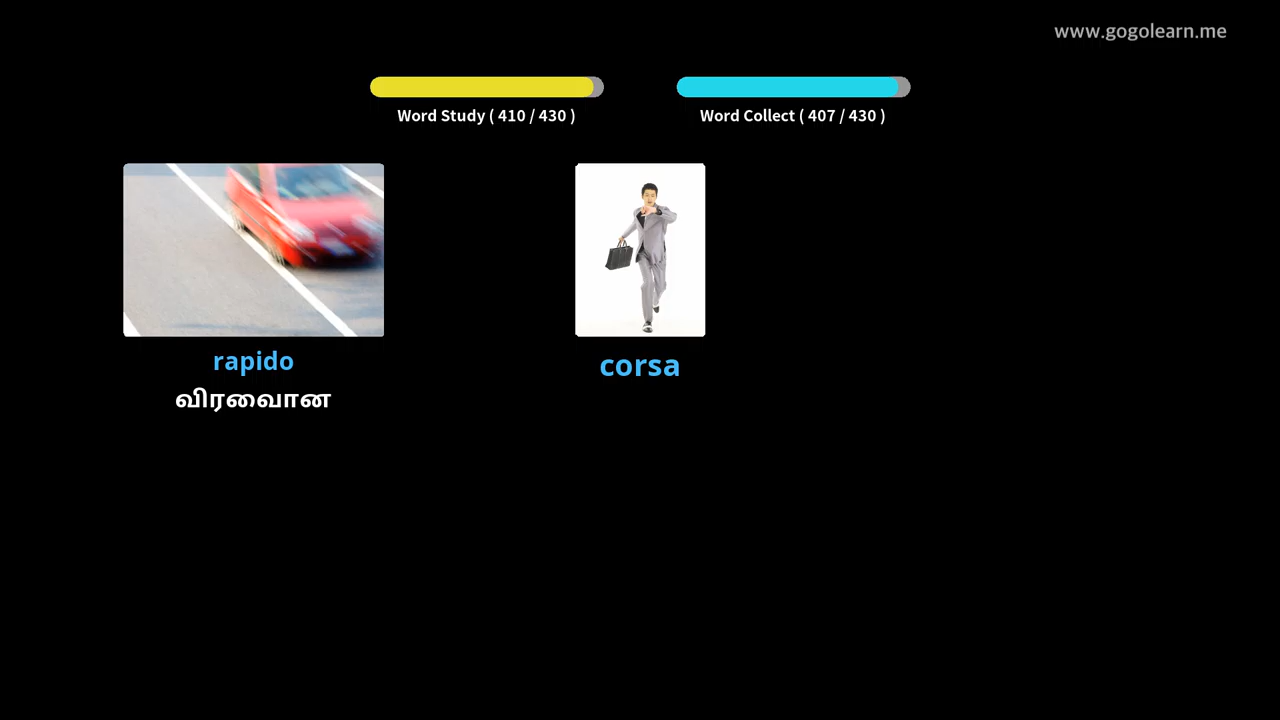 www.gogolearn.me
Word Study ( 410 / 430 )
Word Collect ( 407 / 430 )
rapido
விரைவான
corsa